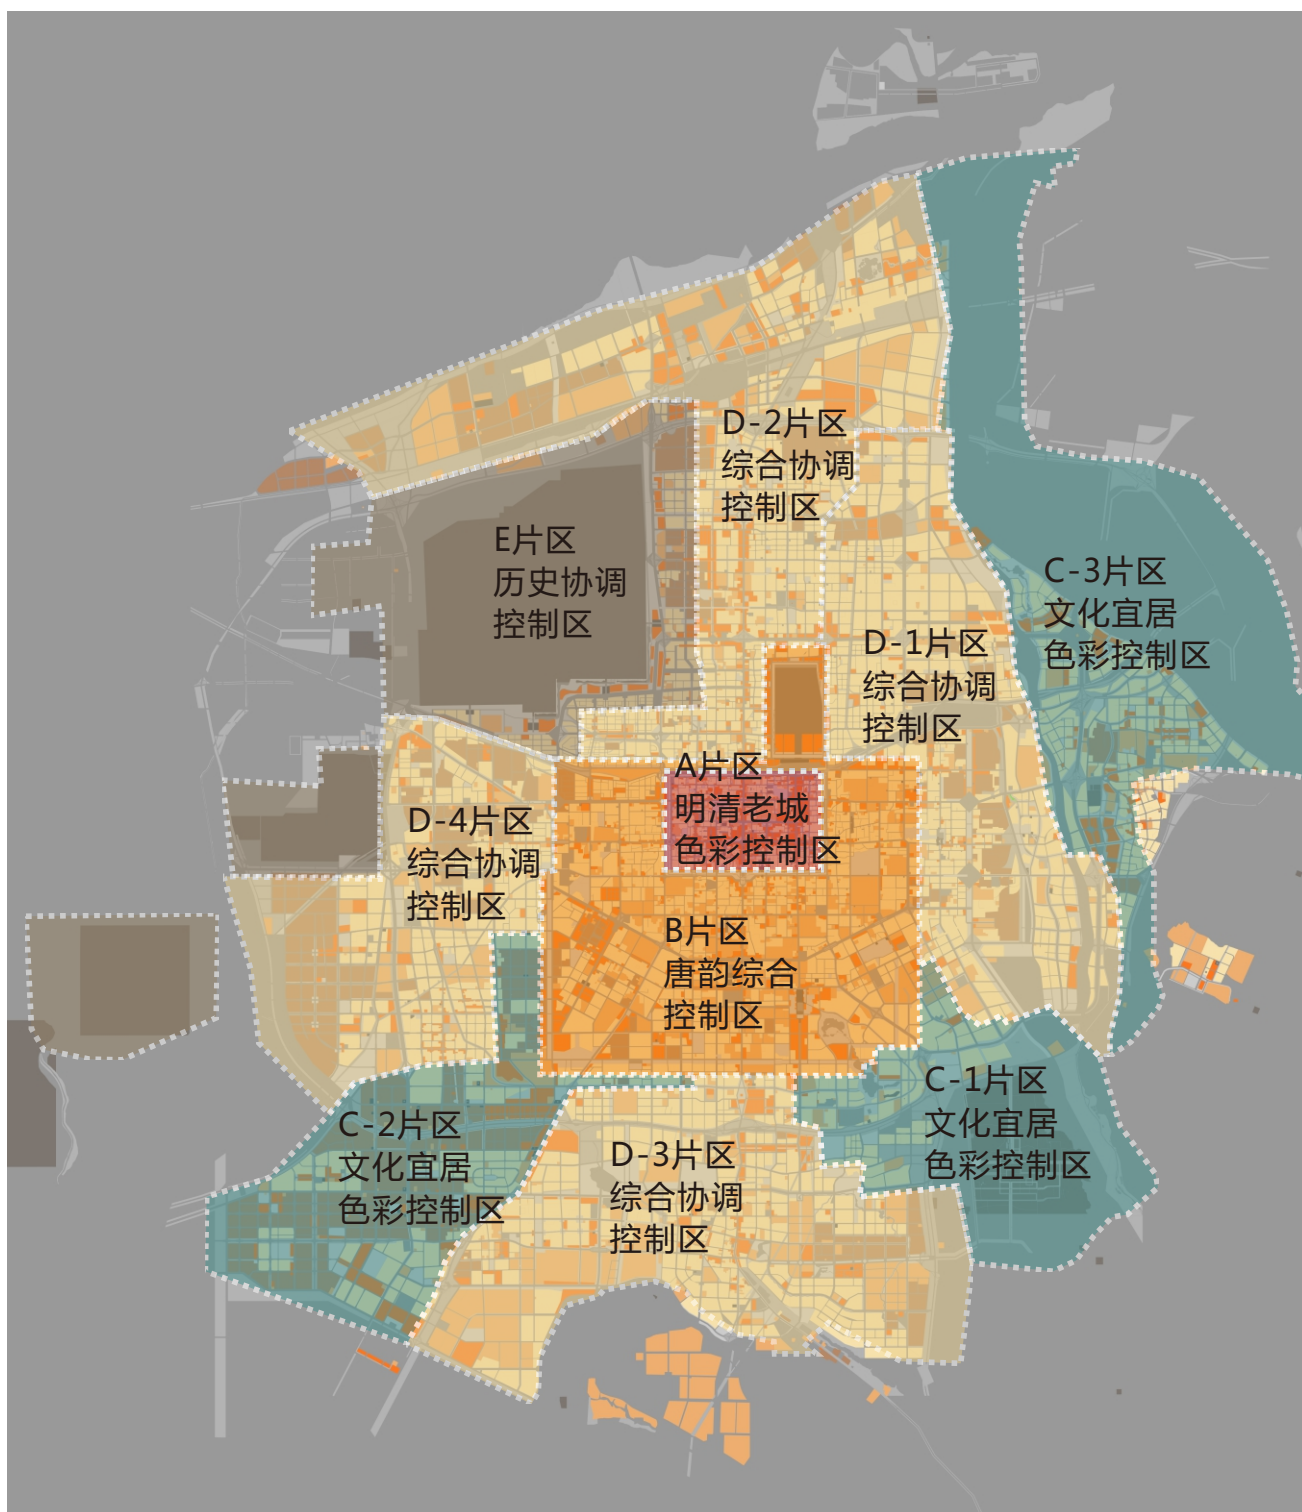 D-2片区
综合协调
控制区
E片区
历史协调
控制区
C-3片区
文化宜居
色彩控制区
D-1片区
综合协调
控制区
A片区
明清老城
色彩控制区
D-4片区
综合协调
控制区
B片区
唐韵综合
控制区
C-1片区
文化宜居
色彩控制区
C-2片区
文化宜居
色彩控制区
D-3片区
综合协调
控制区